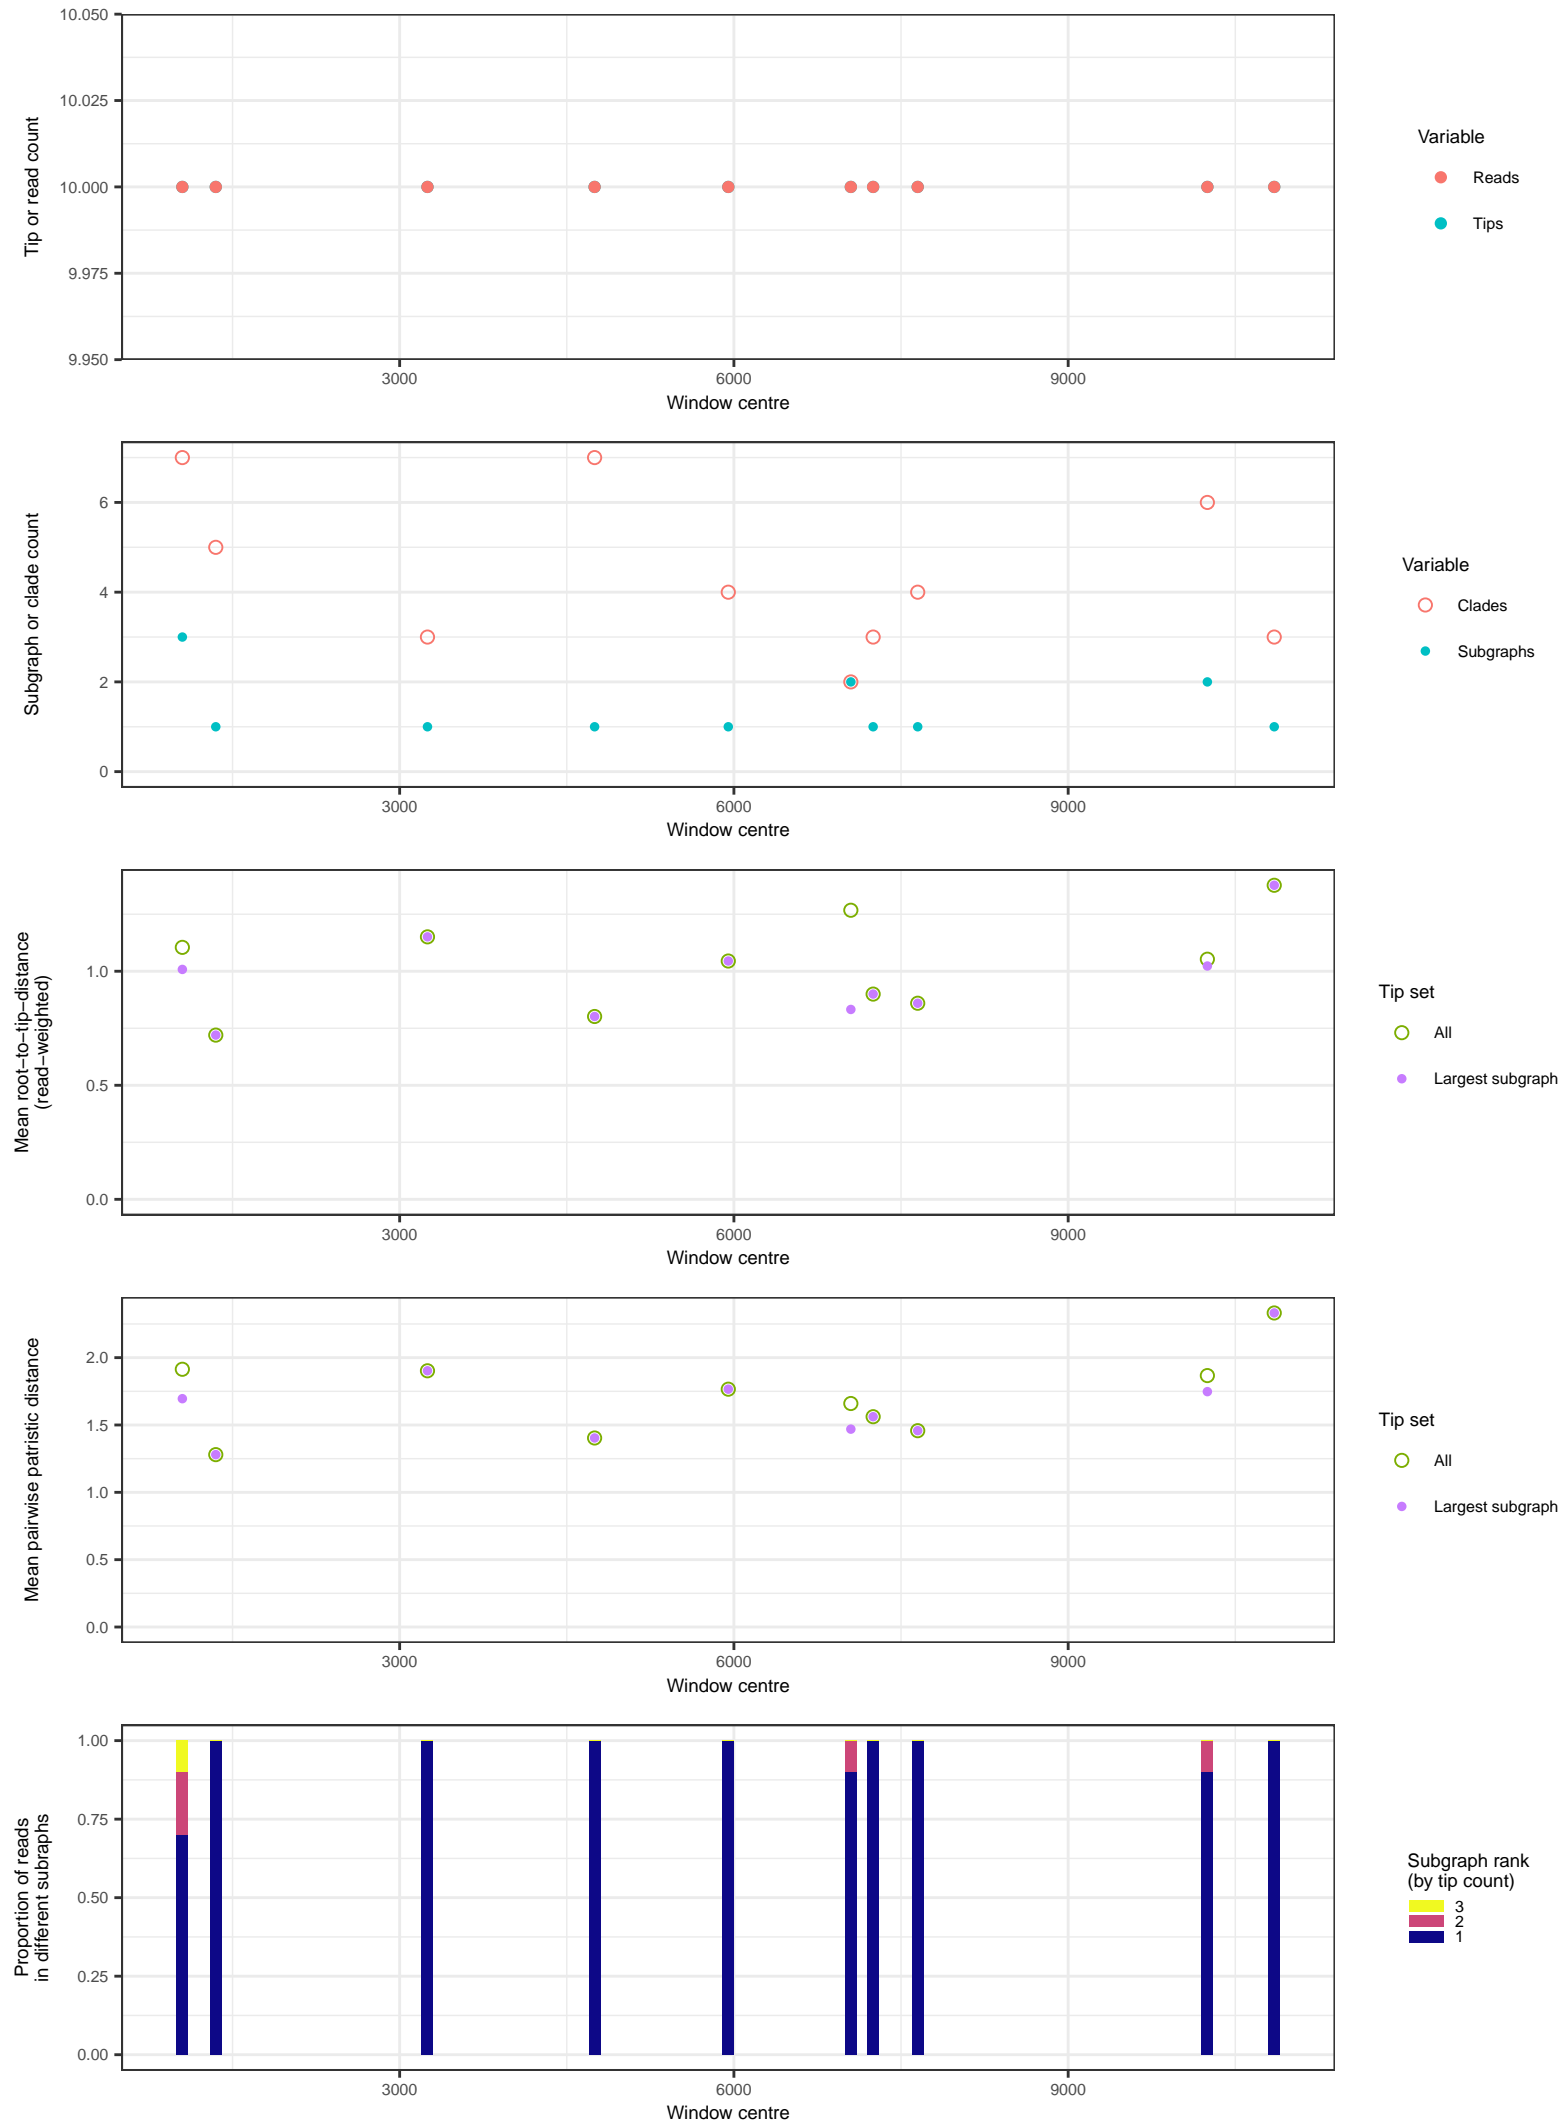 10.050
10.025
10.000
9.975
9.950
Tip or read count
3000 6000 9000
Window centre
Variable
Reads
Tips
6
4
2
0
Subgraph or clade count
3000 6000 9000
Window centre
Variable
Clades
Subgraphs
1.0
0.5
0.0
Mean root−to−tip−distance
(read−weighted)
3000 6000 9000
Window centre
Tip set
All
Largest subgraph
2.0
1.5
1.0
0.5
0.0
Mean pairwise patristic distance
3000 6000 9000
Window centre
Tip set
All
Largest subgraph
1.00
0.75
0.50
0.25
0.00
Proportion of reads
in different subraphs
3000 6000 9000
Window centre
Subgraph rank
(by tip count)
3
2
1